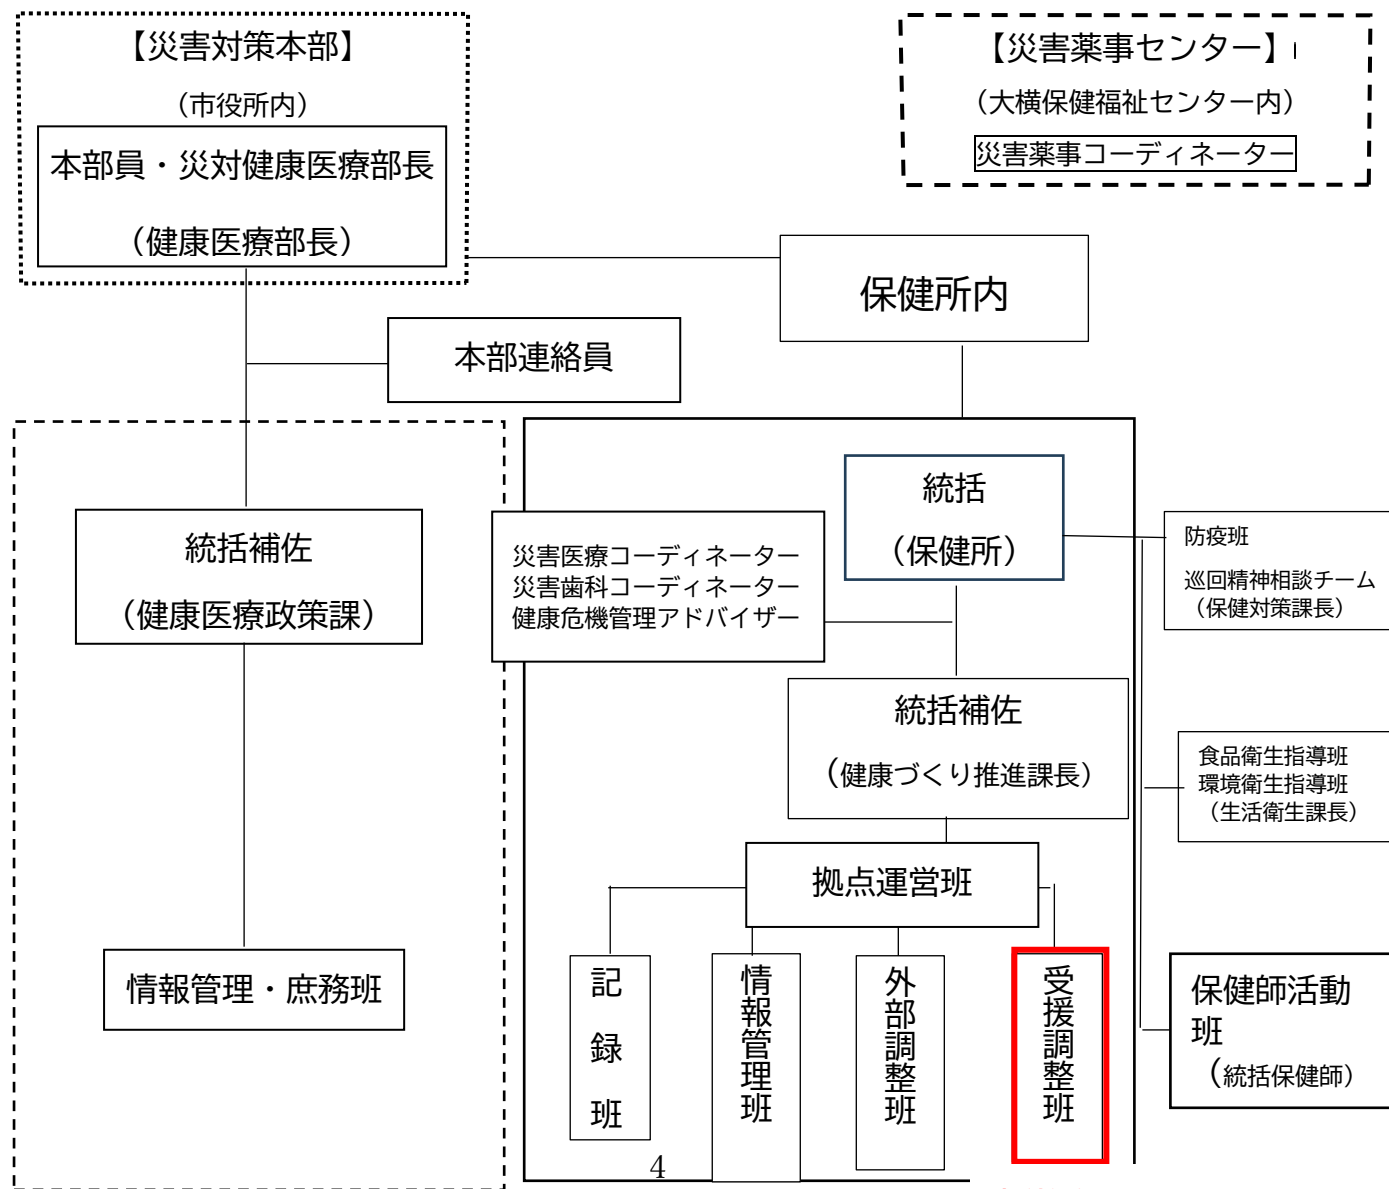 【災害対策本部】
（市役所内）
本部員・災対健康医療部長
（健康医療部長）
【災害薬事センター】
（大横保健福祉センター内）
災害薬事コーディネーター
保健所内
本部連絡員
統括補佐
（健康医療政策課）
情報管理・庶務班
統括
（保健所）
災害医療コーディネーター
災害歯科コーディネーター
健康危機管理アドバイザー
統括補佐
（健康づくり推進課長）
拠点運営班
記録班
情報管理班
外部調整班
受援調整班
防疫班
巡回精神相談チーム
（保健対策課長）
食品衛生指導班
環境衛生指導班
（生活衛生課長）
保健師活動
班
（統括保健師）
4